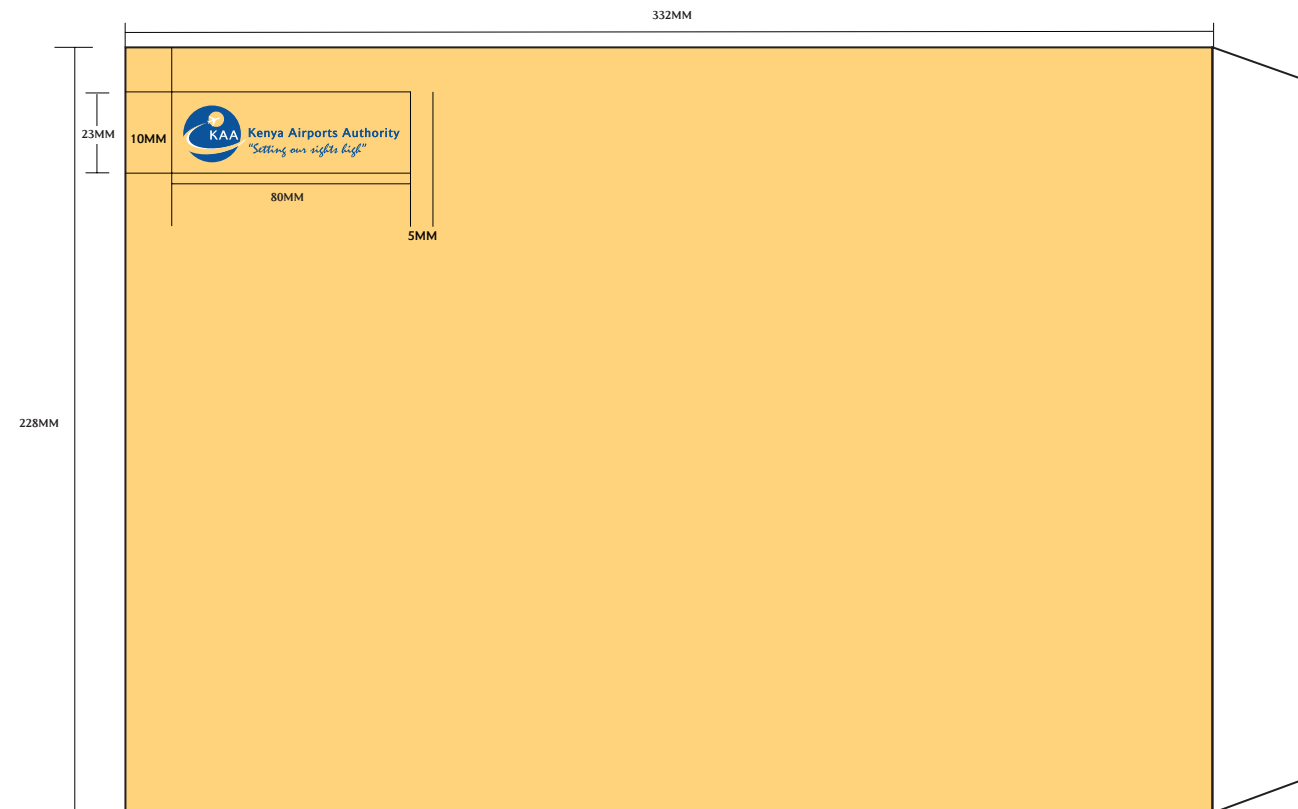 332MM
23MM
10MM
KAA
Kenya Airports Authority
"Setting our sights high"
80MM
5MM
228MM